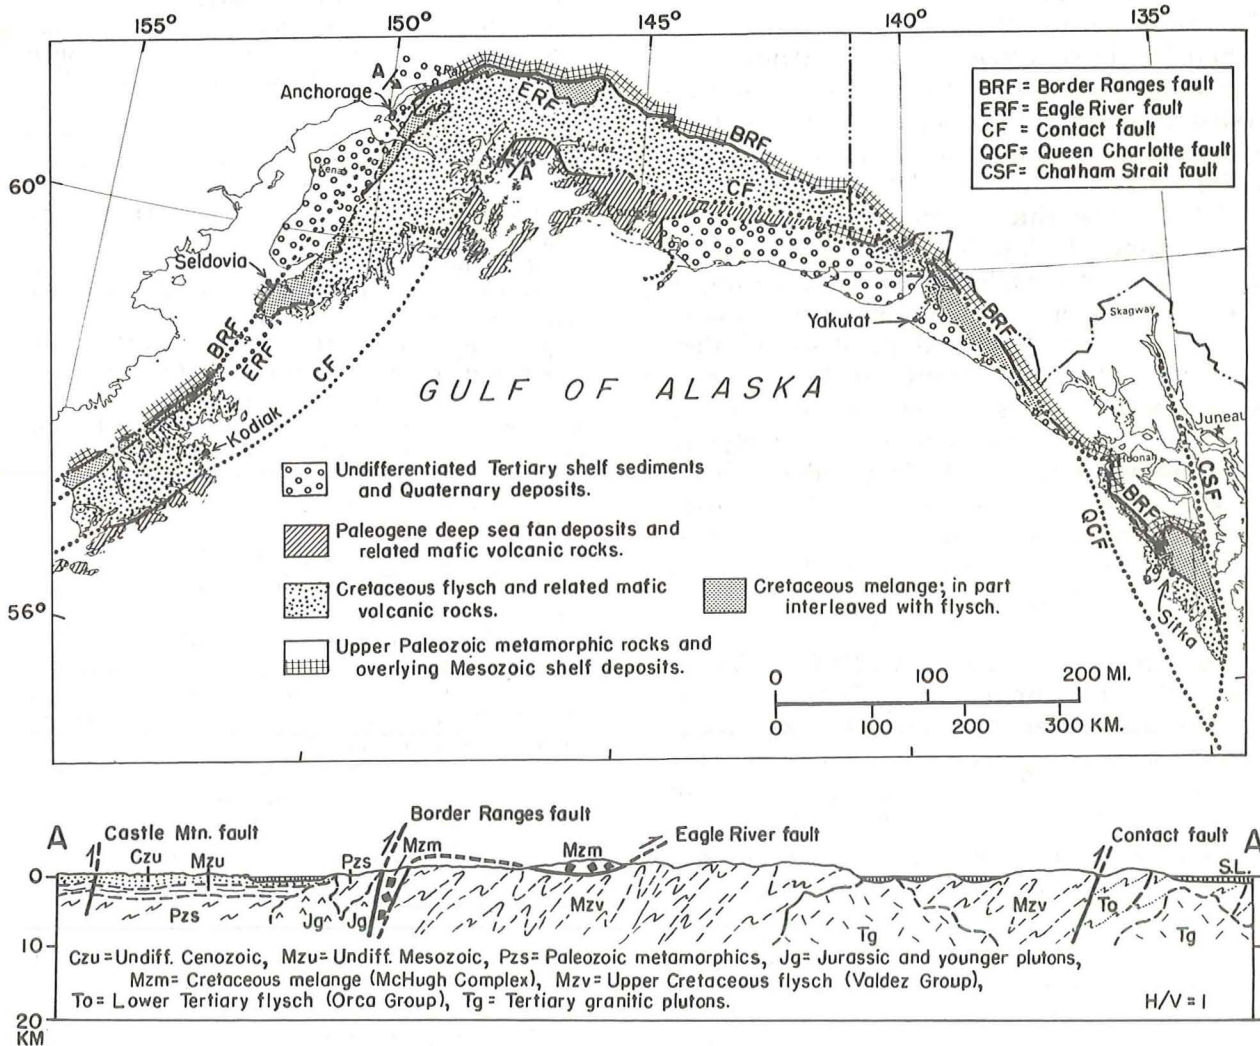 155° 150° 145° 140° 135°
A
Anchorage
ERF
BRF
BRF = Border Ranges fault
ERF = Eagle River fault
CF = Contact fault
QCF = Queen Charlotte fault
CSF = Chatham Strait fault
60°
A'
CF
Seward
Seldovia
Yakutat
BRF
Skagway
BRF
ERF
CF
GULF OF ALASKA
Juneau
Kodiak
Hoonah
CSF
BRF
QCF
Sitka
Undifferentiated Tertiary shelf sediments
and Quaternary deposits.
Paleogene deep sea fan deposits and
related mafic volcanic rocks.
Cretaceous flysch and related mafic
volcanic rocks.
Cretaceous melange; in part
interleaved with flysch.
56°
Upper Paleozoic metamorphic rocks and
overlying Mesozoic shelf deposits.
0 100 200 MI.
0 100 200 300 KM.
A
Castle Mtn. fault
Border Ranges fault
Eagle River fault
Contact fault
A
Czu Mzu Pzs Mzm Mzm
S.L.
0
Pzs Jg Jg Mzv Tg Mzv To Tg
10
Czu = Undiff. Cenozoic, Mzu = Undiff. Mesozoic, Pzs = Paleozoic metamorphics, Jg = Jurassic and younger plutons,
Mzm = Cretaceous melange (McHugh Complex), Mzv = Upper Cretaceous flysch (Valdez Group),
To = Lower Tertiary flysch (Orca Group), Tg = Tertiary granitic plutons.
H/V = 1
20
KM